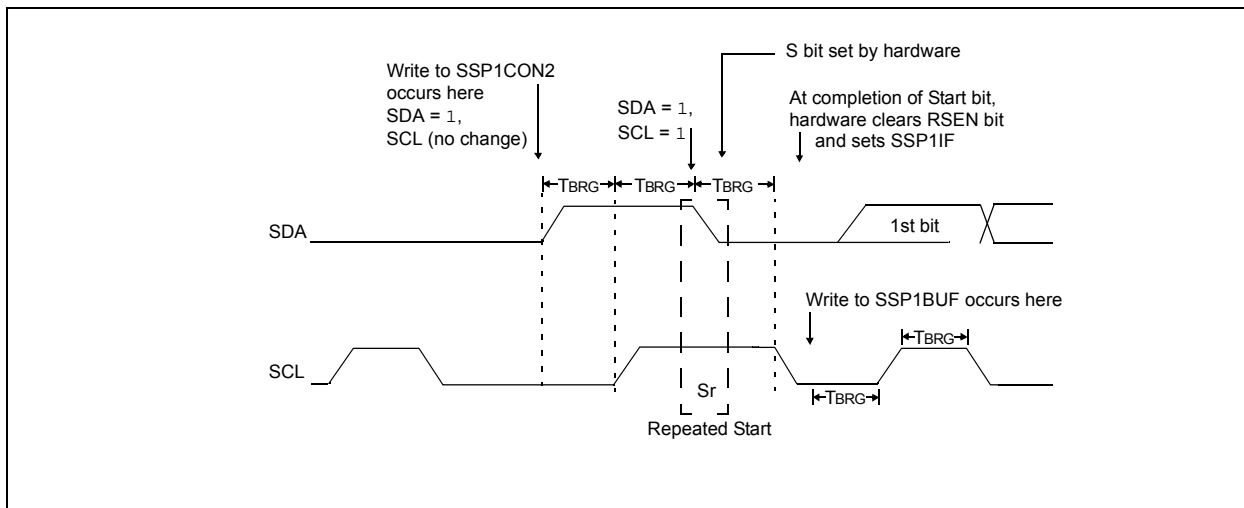 S bit set by hardware
Write to SSP1CON2
occurs here
SDA = 1,
SCL (no change)
SDA = 1,
SCL = 1
At completion of Start bit,
hardware clears RSEN bit
and sets SSP1IF
TBRG TBRG TBRG
SDA
1st bit
Write to SSP1BUF occurs here
TBRG
SCL
Sr
TBRG
Repeated Start